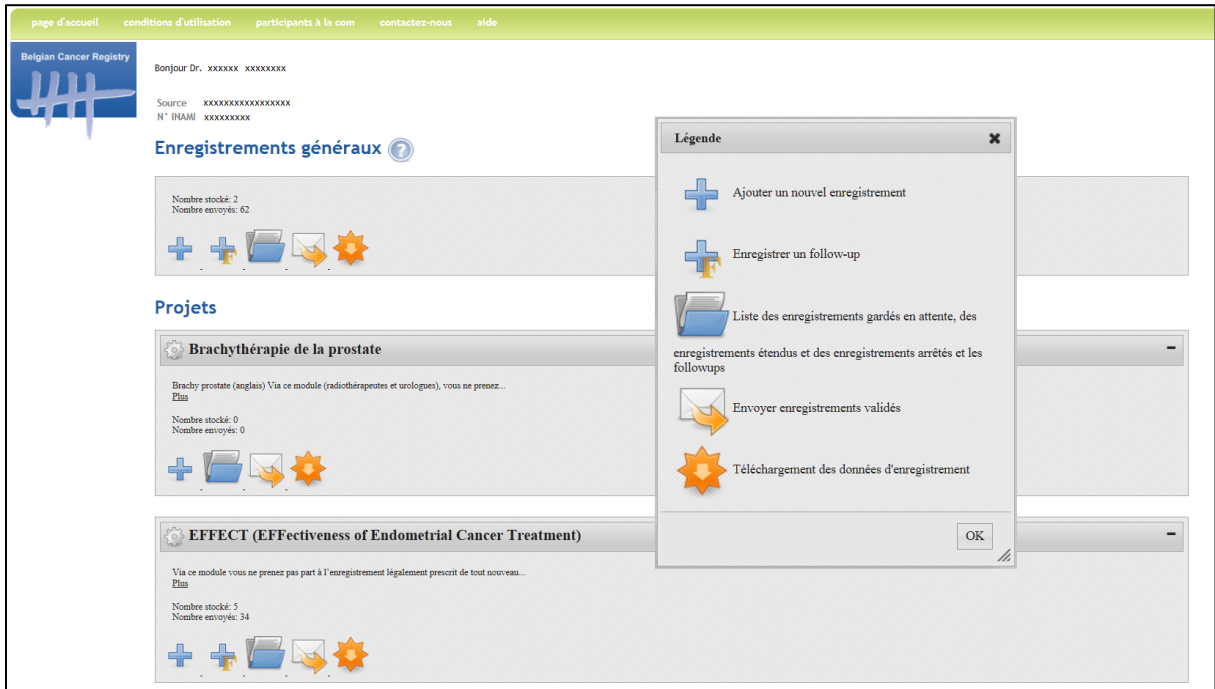 page d'accueil conditions d'utilisation participants à la com contactez-nous aide
Belgian Cancer Registry
Bonjour Dr. xxxxxx xxxxxxxx
Source xxxxxxxxxxxxxxxxx
N° INAMI xxxxxxxxx
Enregistrements généraux ?
Nombre stocké: 2
Nombre envoyés: 62
F
Projets
Brachythérapie de la prostate
Brachy prostate (anglais) Via ce module (radiothérapeutes et urologues), vous ne prenez...
Plus
Nombre stocké: 0
Nombre envoyés: 0
EFFECT (EFFectiveness of Endometrial Cancer Treatment)
Via ce module vous ne prenez pas part à l'enregistrement légalement prescrit de tout nouveau...
Plus
Nombre stocké: 5
Nombre envoyés: 34
F
Légende
Ajouter un nouvel enregistrement
F Enregistrer un follow-up
Liste des enregistrements gardés en attente, des
enregistrements étendus et des enregistrements arrêtés et les
followups
Envoyer enregistrements validés
Téléchargement des données d'enregistrement
OK